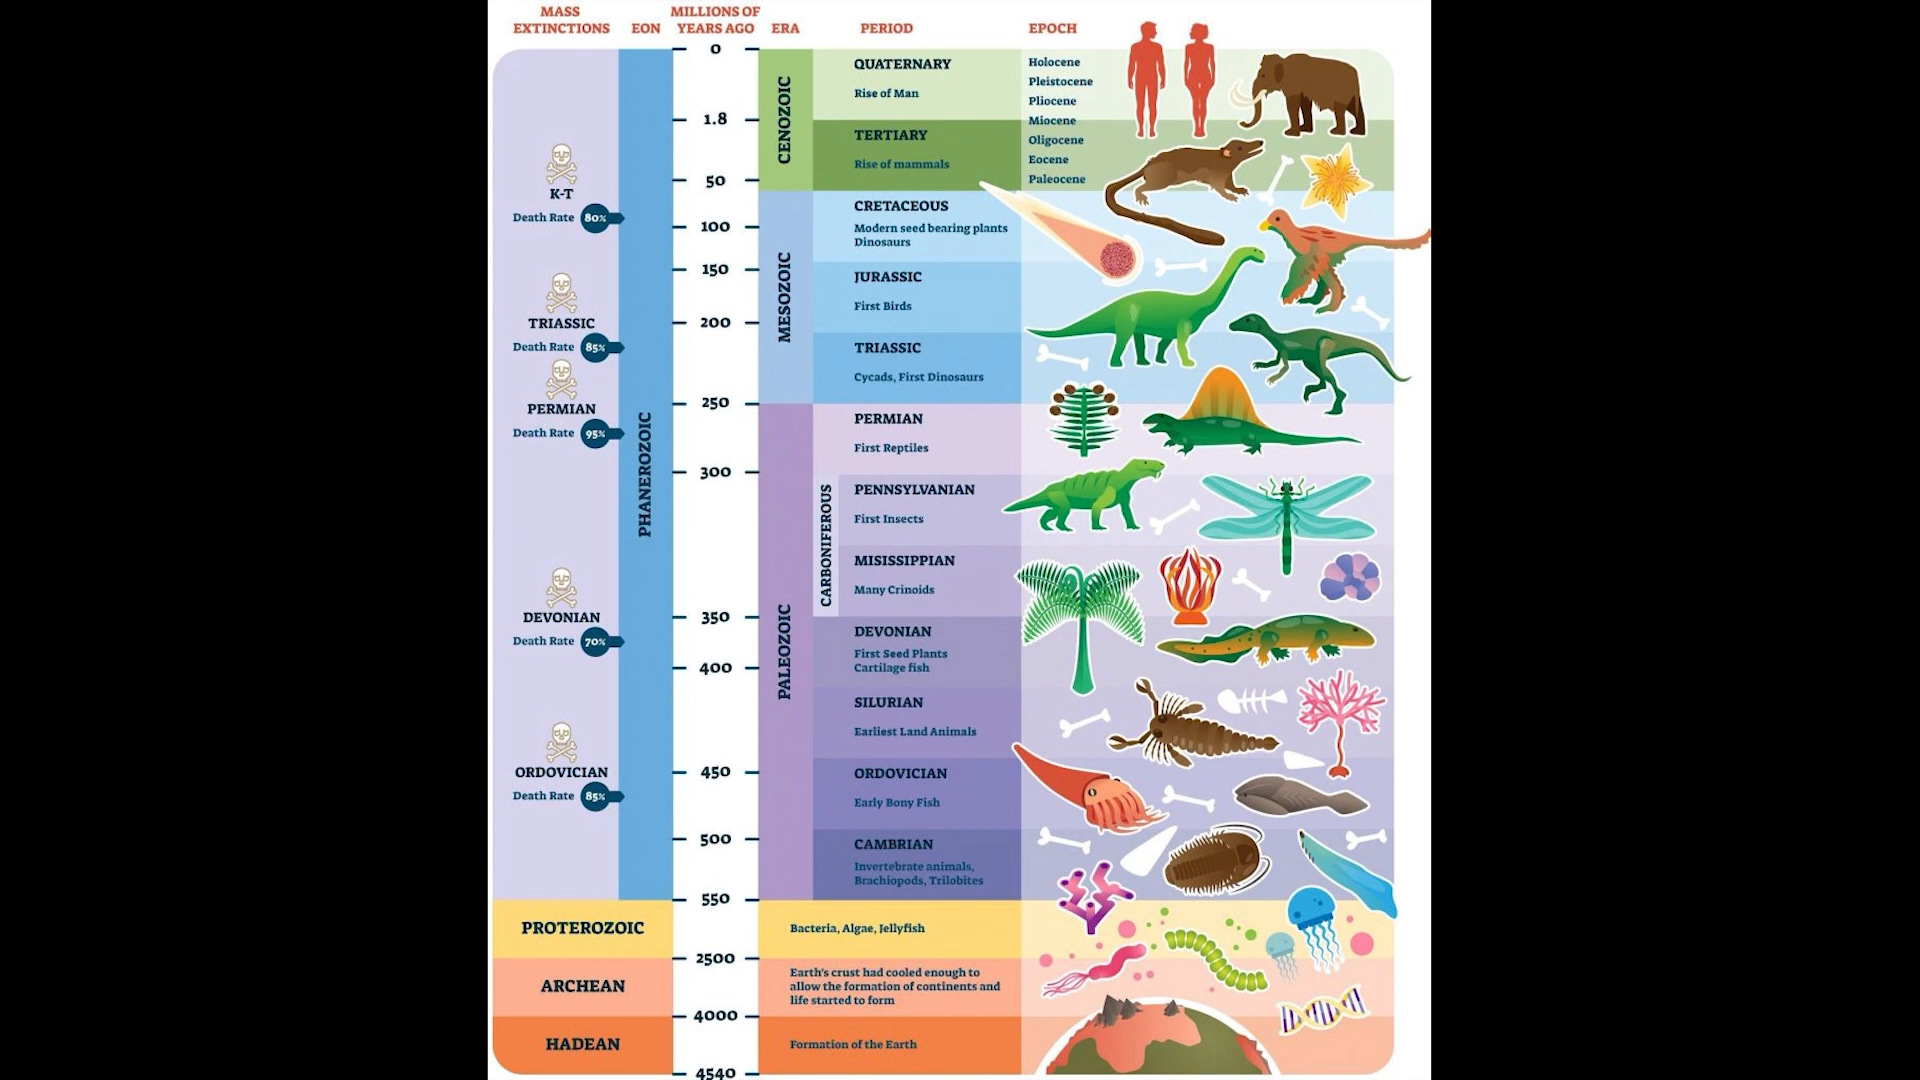 MASS
EXTINCTIONS
EON
MILLIONS OF
YEARS AGO
ERA
PERIOD
EPOCH
0
1.8
50
100
150
200
250
300
350
400
450
500
550
2500
4000
4540
K-T
Death Rate 80%
TRIASSIC
Death Rate 85%
PERMIAN
Death Rate 95%
DEVONIAN
Death Rate 70%
ORDOVICIAN
Death Rate 85%
PHANEROZOIC
CENOZOIC
MESOZOIC
PALEOZOIC
CARBONIFEROUS
QUATERNARY
Rise of Man
TERTIARY
Rise of mammals
CRETACEOUS
Modern seed bearing plants
Dinosaurs
JURASSIC
First Birds
TRIASSIC
Cycads, First Dinosaurs
PERMIAN
First Reptiles
PENNSYLVANIAN
First Insects
MISISSIPPIAN
Many Crinoids
DEVONIAN
First Seed Plants
Cartilage fish
SILURIAN
Earliest Land Animals
ORDOVICIAN
Early Bony Fish
CAMBRIAN
Invertebrate animals,
Brachiopods, Trilobites
Holocene
Pleistocene
Pliocene
Miocene
Oligocene
Eocene
Paleocene
PROTEROZOIC
Bacteria, Algae, Jellyfish
ARCHEAN
Earth's crust had cooled enough to
allow the formation of continents and
life started to form
HADEAN
Formation of the Earth